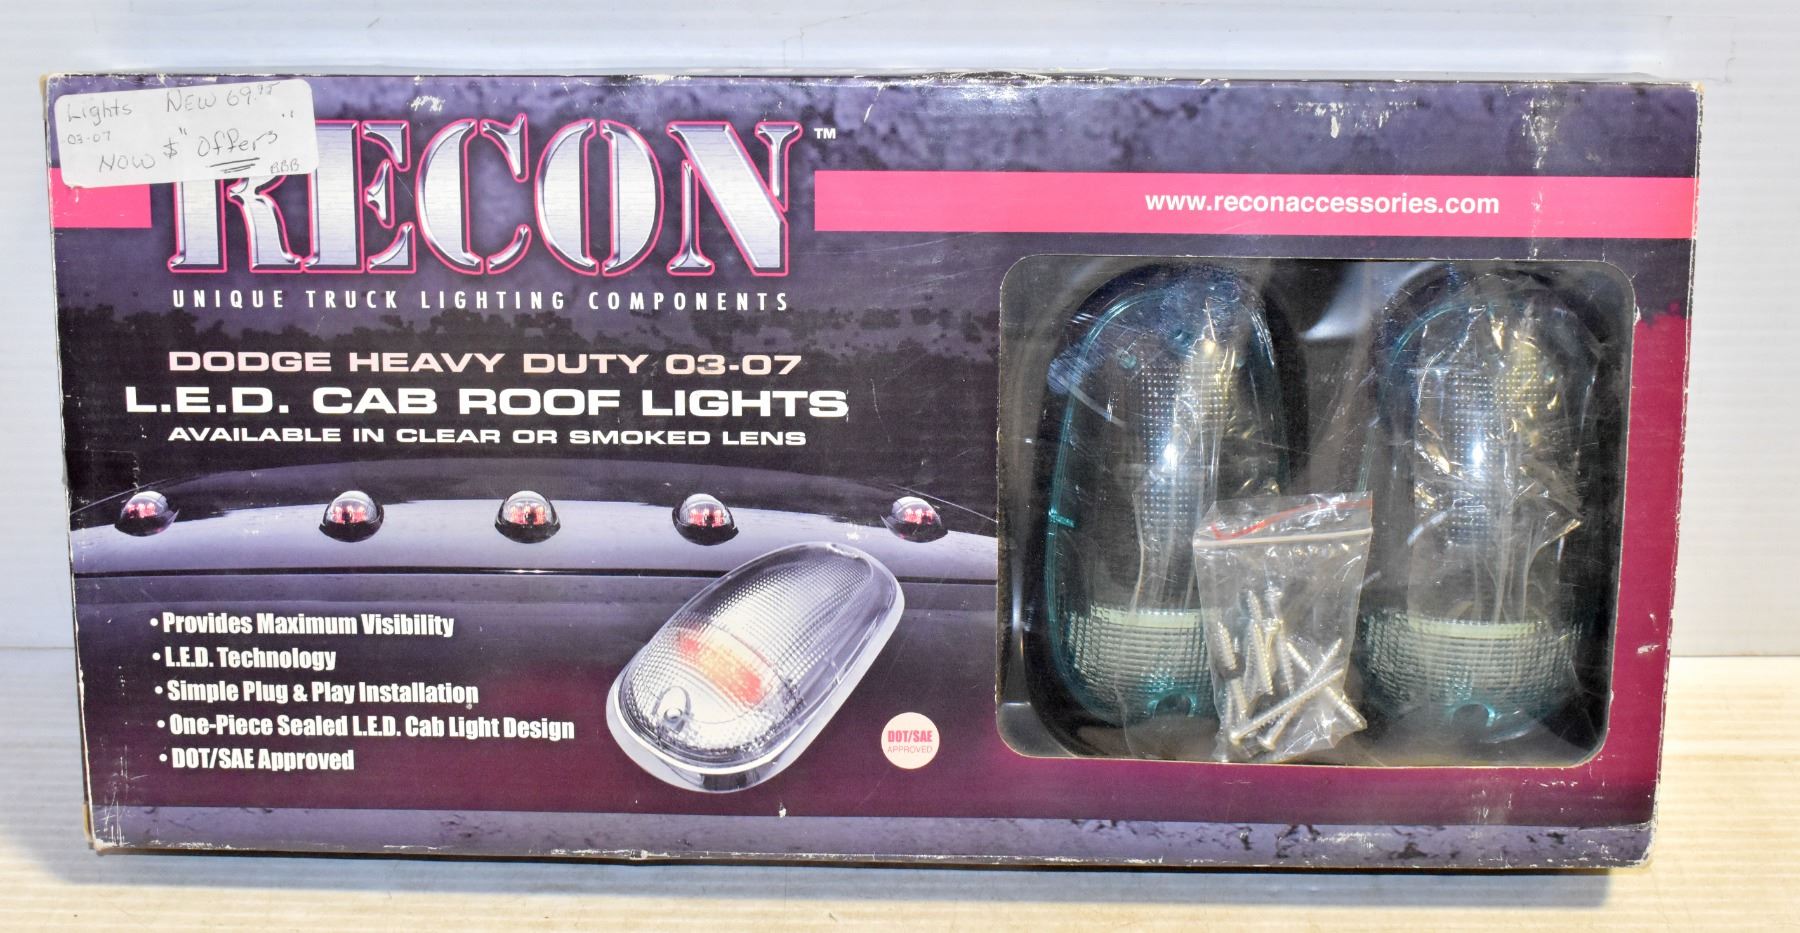 Lights NEW 69.95
03-07
NOW $ "Offers"
BBB
RECON™
UNIQUE TRUCK LIGHTING COMPONENTS
www.reconaccessories.com
DODGE HEAVY DUTY 03-07
L.E.D. CAB ROOF LIGHTS
AVAILABLE IN CLEAR OR SMOKED LENS
• Provides Maximum Visibility
• L.E.D. Technology
• Simple Plug & Play Installation
• One-Piece Sealed L.E.D. Cab Light Design
• DOT/SAE Approved
DOT/SAE
APPROVED